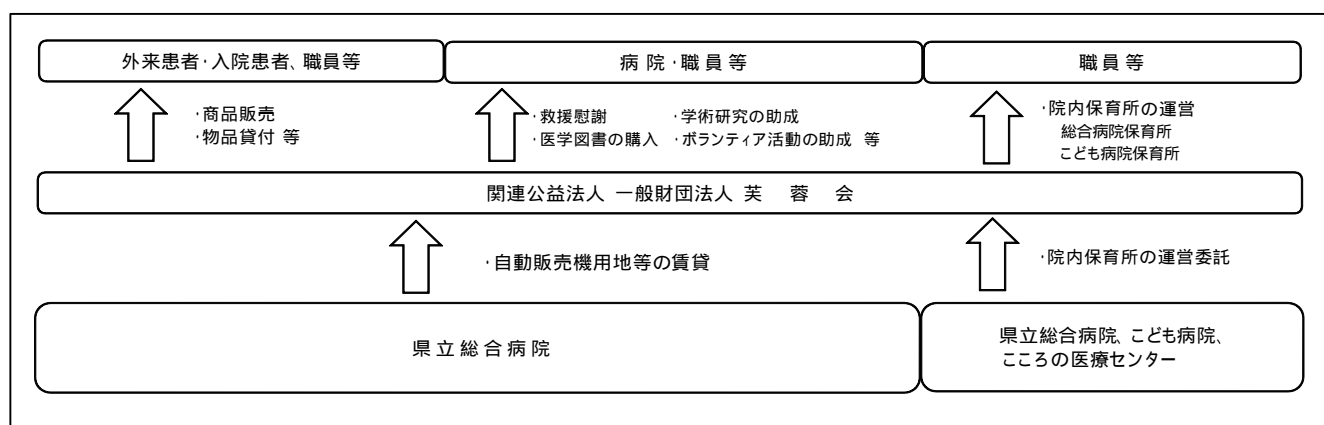 外来患者・入院患者、職員等
病院・職員等
職員等
・商品販売
・物品貸付 等
・救援慰謝 ・学術研究の助成
・医学図書の購入 ・ボランティア活動の助成 等
・院内保育所の運営
総合病院保育所
こども病院保育所
関連公益法人 一般財団法人 芙 蓉 会
・自動販売機用地等の賃貸
・院内保育所の運営委託
県立総合病院
県立総合病院、こども病院、
こころの医療センター